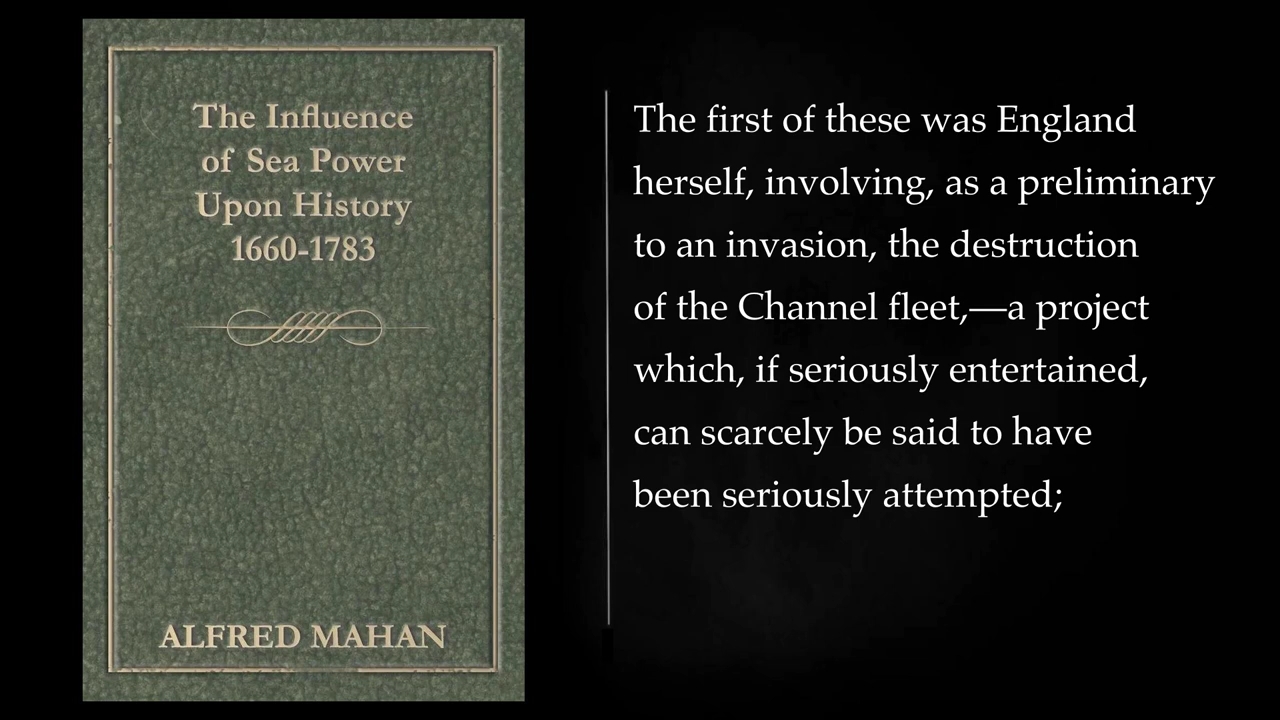 The Influence
of Sea Power
Upon History
1660-1783
ALFRED MAHAN
The first of these was England
herself, involving, as a preliminary
to an invasion, the destruction
of the Channel fleet,—a project
which, if seriously entertained,
can scarcely be said to have
been seriously attempted;